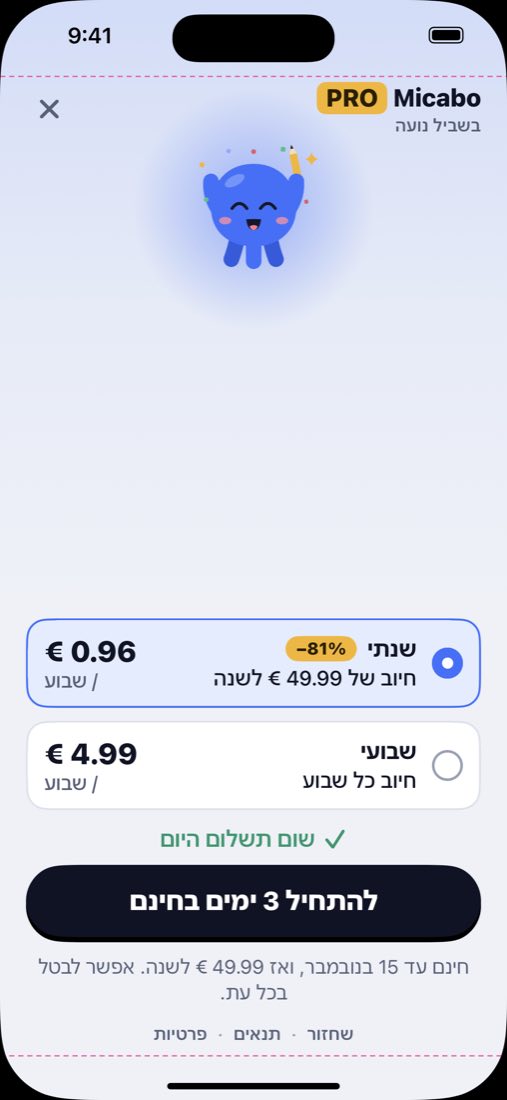 9:41
Micabo PRO
בשביל נועה
שנתי −81%
חיוב של 49.99 € לשנה
0.96 €
/ שבוע
שבועי
חיוב כל שבוע
4.99 €
/ שבוע
שום תשלום היום
להתחיל 3 ימים בחינם
חינם עד 15 בנובמבר, ואז 49.99 € לשנה. אפשר לבטל
בכל עת.
שחזור · תנאים · פרטיות